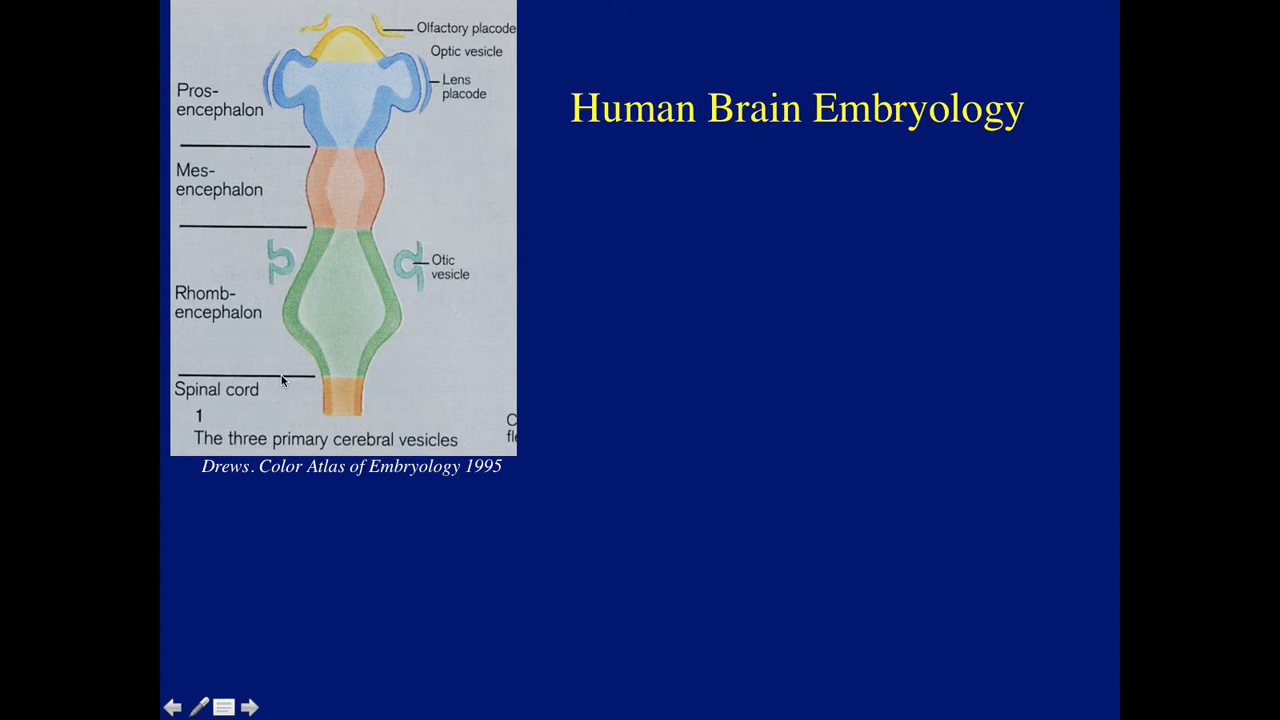 Olfactory placode
Optic vesicle
Lens
placode
Pros-
encephalon
Mes-
encephalon
Otic
vesicle
Rhomb-
encephalon
Spinal cord
1
The three primary cerebral vesicles
C
fl
Drews. Color Atlas of Embryology 1995
Human Brain Embryology